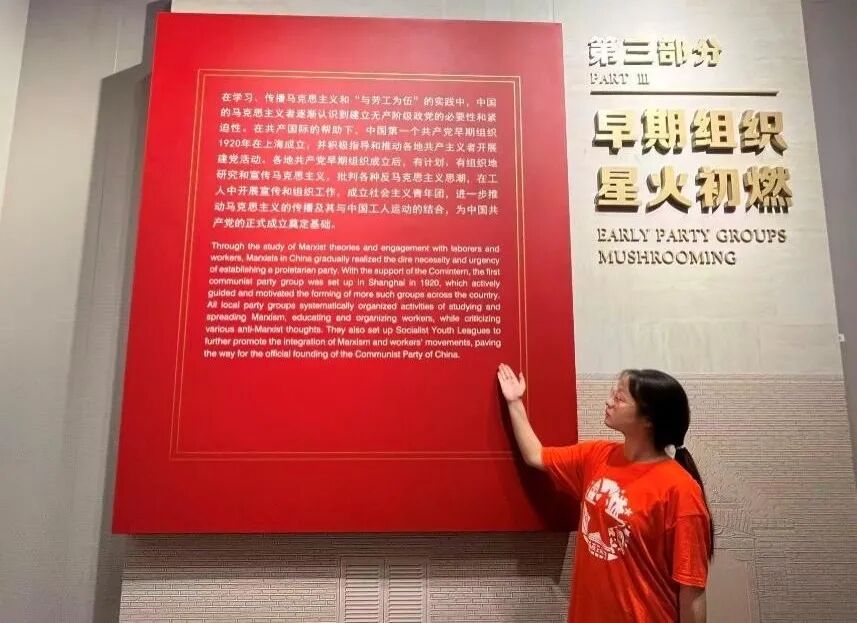 在学习、传播马克思主义和“与劳工为伍”的实践中，中国
的马克思主义者逐渐认识到建立无产阶级政党的必要性和紧
迫性。在共产国际的帮助下，中国第一个共产党早期组织
1920年在上海成立，并积极指导和推动各地共产主义者开展
建党活动。各地共产党早期组织成立后，有计划、有组织地
研究和宣传马克思主义，批判各种反马克思主义思潮，在工
人中开展宣传和组织工作，成立社会主义青年团，进一步推
动马克思主义的传播及其与中国工人运动的结合，为中国共
产党的正式成立奠定基础。
Through the study of Marxist theories and engagement with laborers and
workers, Marxists in China gradually realized the dire necessity and urgency
of establishing a proletarian party. With the support of the Comintern, the first
communist party group was set up in Shanghai in 1920, which actively
guided and motivated the forming of more such groups across the country.
All local party groups systematically organized activities of studying and
spreading Marxism, educating and organizing workers, while criticizing
various anti-Marxist thoughts. They also set up Socialist Youth Leagues to
further promote the integration of Marxism and workers' movements, paving
the way for the official founding of the Communist Party of China.
第三部分
PART III
早期组织
星火初燃
EARLY PARTY GROUPS
MUSHROOMING